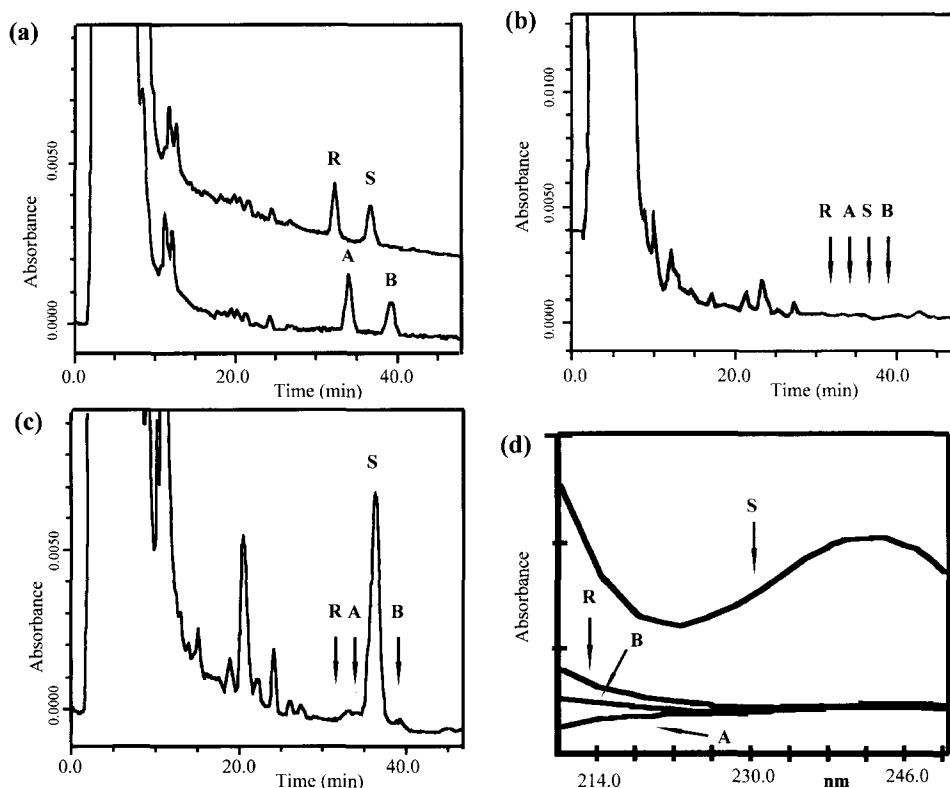 (a)
Absorbance
0.0050
0.0000
R
S
A
B
0.0
20.0
40.0
Time (min)
(b)
Absorbance
0.0100
0.0050
0.0000
R A S B
0.0
20.0
40.0
Time (min)
(c)
Absorbance
0.0050
0.0000
S
R A B
0.0
20.0
40.0
Time (min)
(d)
Absorbance
S
R
B
A
214.0
230.0
nm
246.0